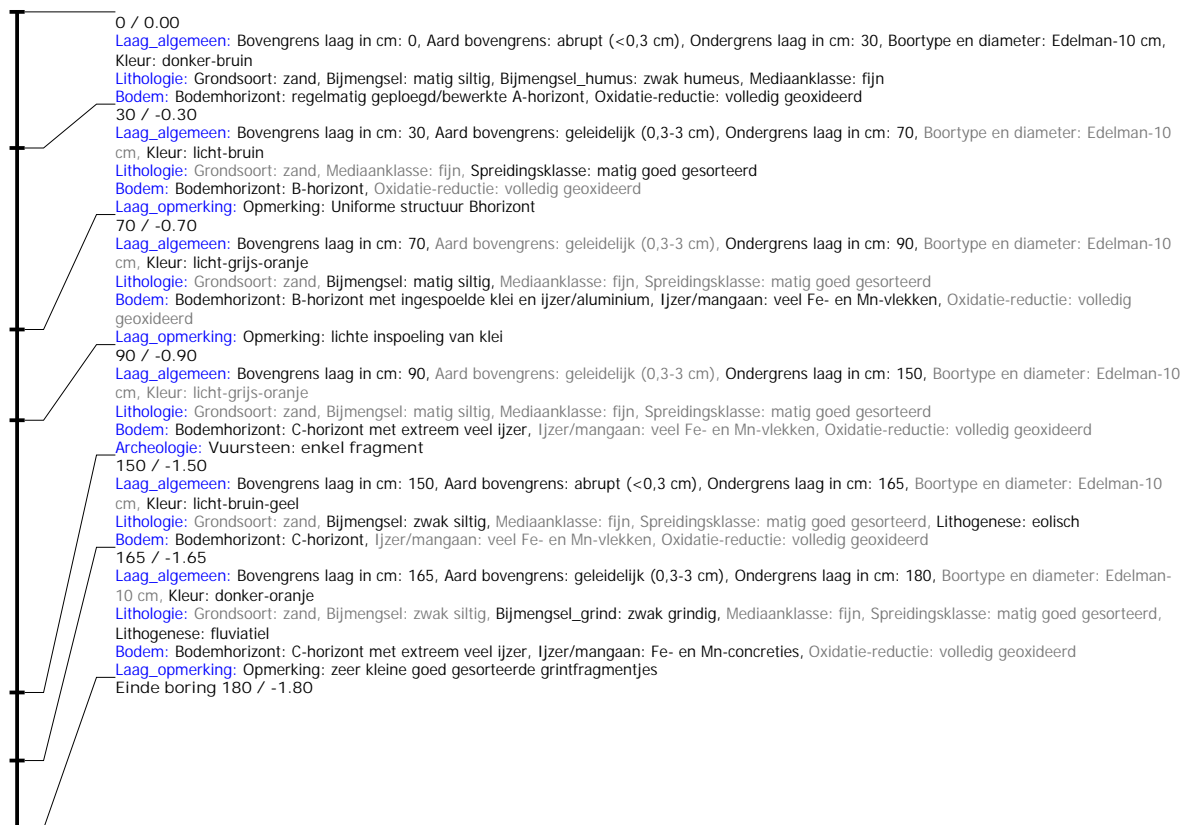 0 / 0.00
Laag_algemeen: Bovengrens laag in cm: 0, Aard bovengrens: abrupt (<0,3 cm), Ondergrens laag in cm: 30, Boortype en diameter: Edelman-10 cm,
Kleur: donker-bruin
Lithologie: Grondsoort: zand, Bijmengsel: matig siltig, Bijmengsel_humus: zwak humeus, Mediaanklasse: fijn
Bodem: Bodemhorizont: regelmatig geploegd/bewerkte A-horizont, Oxidatie-reductie: volledig geoxideerd
30 / -0.30
Laag_algemeen: Bovengrens laag in cm: 30, Aard bovengrens: geleidelijk (0,3-3 cm), Ondergrens laag in cm: 70, Boortype en diameter: Edelman-10
cm, Kleur: licht-bruin
Lithologie: Grondsoort: zand, Mediaanklasse: fijn, Spreidingsklasse: matig goed gesorteerd
Bodem: Bodemhorizont: B-horizont, Oxidatie-reductie: volledig geoxideerd
Laag_opmerking: Opmerking: Uniforme structuur Bhorizont
70 / -0.70
Laag_algemeen: Bovengrens laag in cm: 70, Aard bovengrens: geleidelijk (0,3-3 cm), Ondergrens laag in cm: 90, Boortype en diameter: Edelman-10
cm, Kleur: licht-grijs-oranje
Lithologie: Grondsoort: zand, Bijmengsel: matig siltig, Mediaanklasse: fijn, Spreidingsklasse: matig goed gesorteerd
Bodem: Bodemhorizont: B-horizont met ingespoelde klei en ijzer/aluminium, Ijzer/mangaan: veel Fe- en Mn-vlekken, Oxidatie-reductie: volledig
geoxideerd
Laag_opmerking: Opmerking: lichte inspoeling van klei
90 / -0.90
Laag_algemeen: Bovengrens laag in cm: 90, Aard bovengrens: geleidelijk (0,3-3 cm), Ondergrens laag in cm: 150, Boortype en diameter: Edelman-10
cm, Kleur: licht-grijs-oranje
Lithologie: Grondsoort: zand, Bijmengsel: matig siltig, Mediaanklasse: fijn, Spreidingsklasse: matig goed gesorteerd
Bodem: Bodemhorizont: C-horizont met extreem veel ijzer, Ijzer/mangaan: veel Fe- en Mn-vlekken, Oxidatie-reductie: volledig geoxideerd
Archeologie: Vuursteen: enkel fragment
150 / -1.50
Laag_algemeen: Bovengrens laag in cm: 150, Aard bovengrens: abrupt (<0,3 cm), Ondergrens laag in cm: 165, Boortype en diameter: Edelman-10
cm, Kleur: licht-bruin-geel
Lithologie: Grondsoort: zand, Bijmengsel: zwak siltig, Mediaanklasse: fijn, Spreidingsklasse: matig goed gesorteerd, Lithogenese: eolisch
Bodem: Bodemhorizont: C-horizont, Ijzer/mangaan: veel Fe- en Mn-vlekken, Oxidatie-reductie: volledig geoxideerd
165 / -1.65
Laag_algemeen: Bovengrens laag in cm: 165, Aard bovengrens: geleidelijk (0,3-3 cm), Ondergrens laag in cm: 180, Boortype en diameter: Edelman-
10 cm, Kleur: donker-oranje
Lithologie: Grondsoort: zand, Bijmengsel: zwak siltig, Bijmengsel_grind: zwak grindig, Mediaanklasse: fijn, Spreidingsklasse: matig goed gesorteerd,
Lithogenese: fluviatiel
Bodem: Bodemhorizont: C-horizont met extreem veel ijzer, Ijzer/mangaan: Fe- en Mn-concreties, Oxidatie-reductie: volledig geoxideerd
Laag_opmerking: Opmerking: zeer kleine goed gesorteerde grintfragmentjes
Einde boring 180 / -1.80